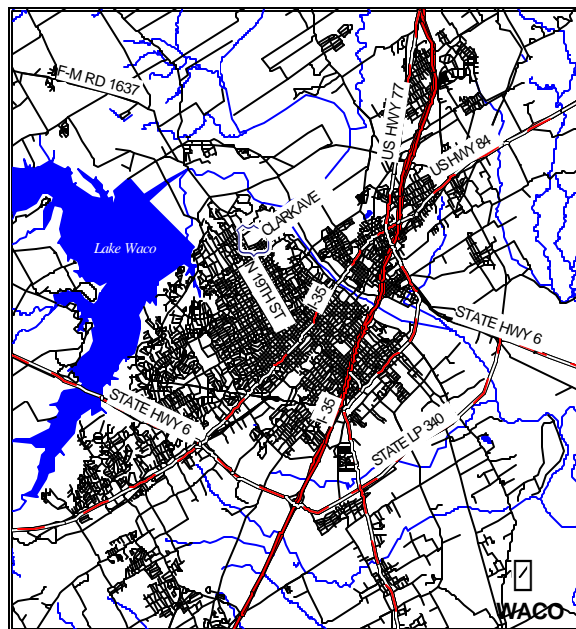 F-M RD 1637
US HWY 77
US HWY 84
CLARK AVE
Lake Waco
N 19TH ST
I-35
STATE HWY 6
STATE HWY 6
I-35
STATE LP 340
WACO